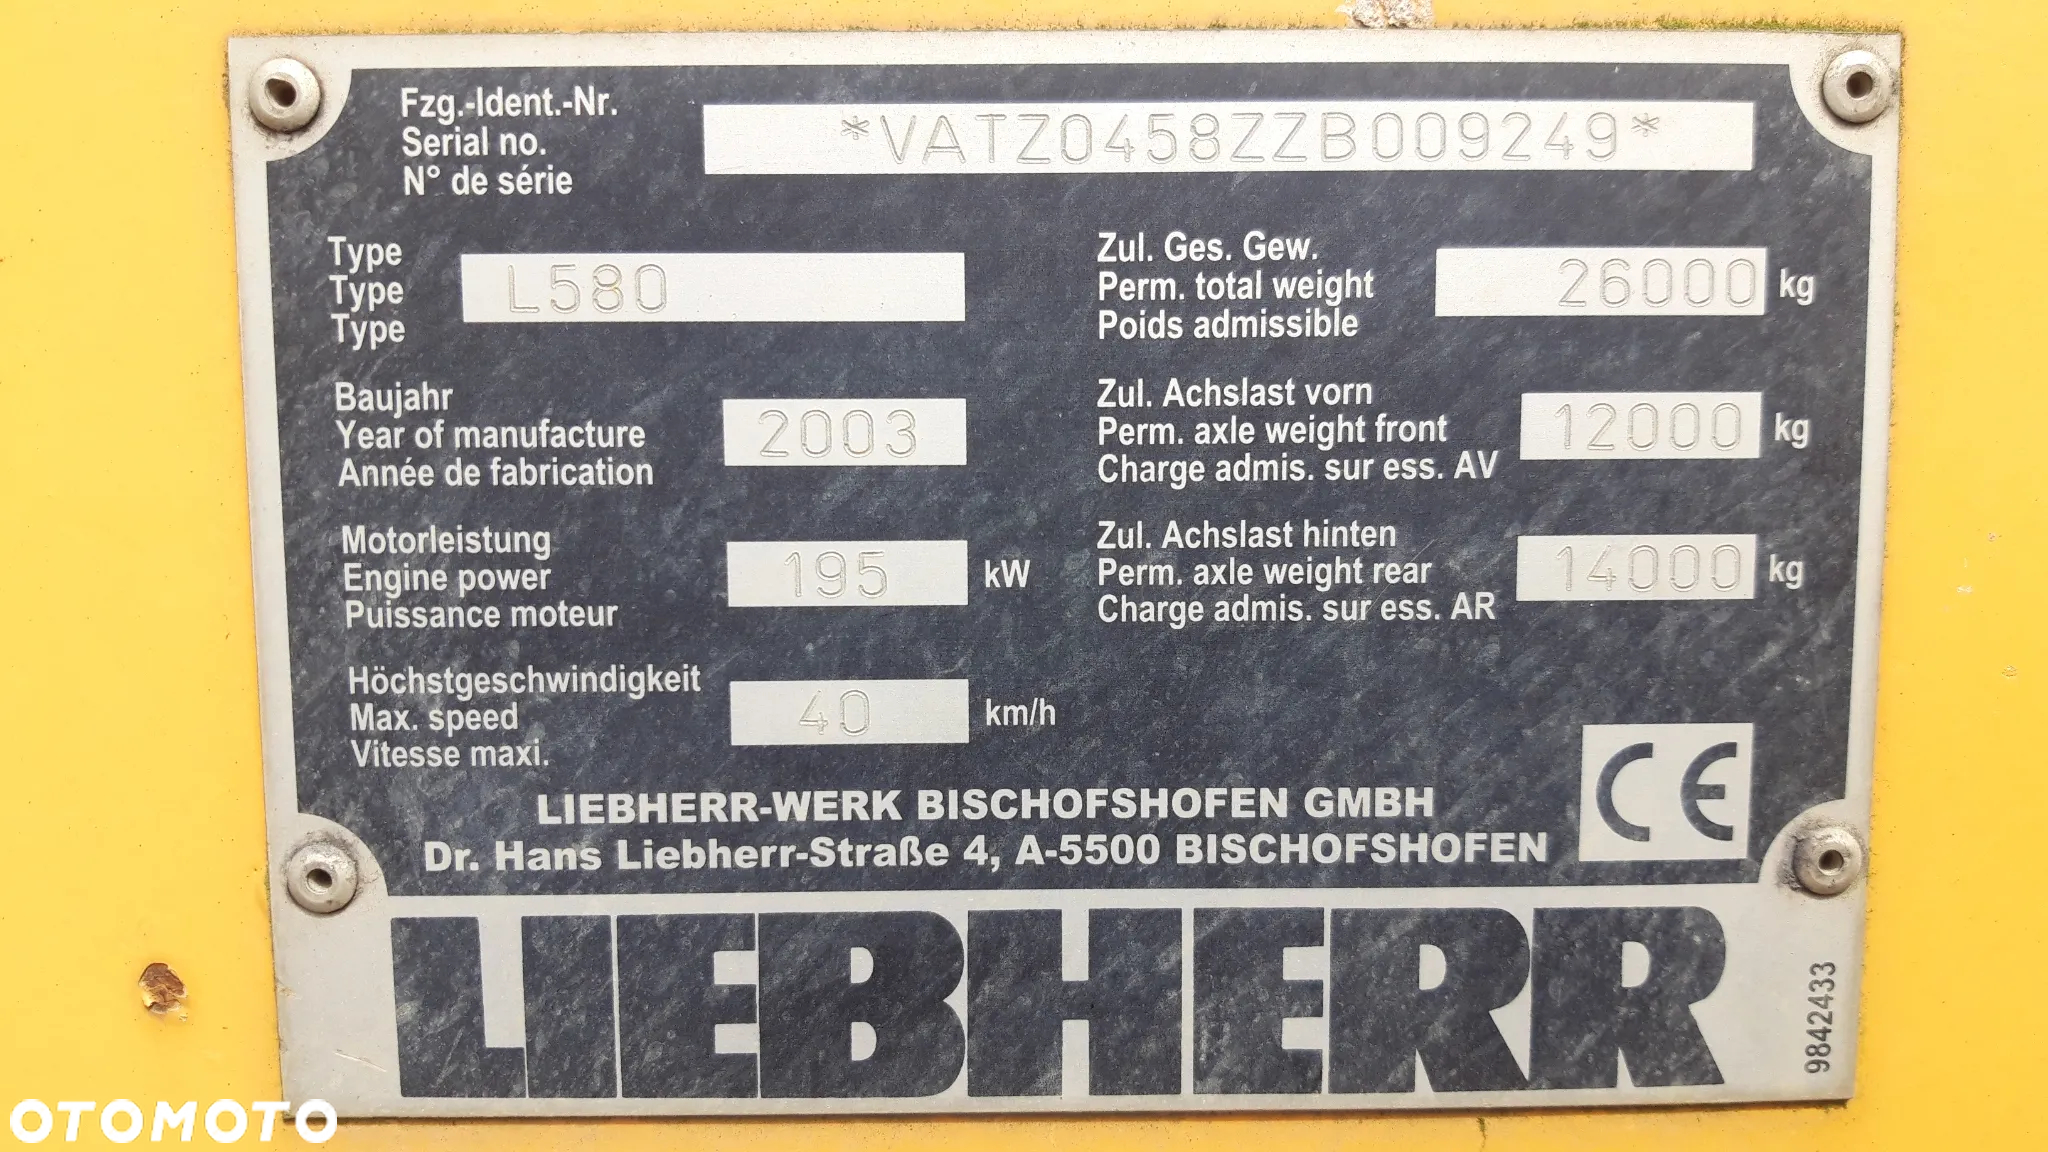 Fzg.-Ident.-Nr.
Serial no.
N° de série
*VATZ0458ZZB009249*
Type
Type
Type
L580
Zul. Ges. Gew.
Perm. total weight
Poids admissible
26000 kg
Baujahr
Year of manufacture
Année de fabrication
2003
Zul. Achslast vorn
Perm. axle weight front
Charge admis. sur ess. AV
12000 kg
Motorleistung
Engine power
Puissance moteur
195 kW
Zul. Achslast hinten
Perm. axle weight rear
Charge admis. sur ess. AR
14000 kg
Höchstgeschwindigkeit
Max. speed
Vitesse maxi.
40 km/h
CE
LIEBHERR-WERK BISCHOFSHOFEN GMBH
Dr. Hans Liebherr-Straße 4, A-5500 BISCHOFSHOFEN
LIEBHERR
9842433
OTOMOTO